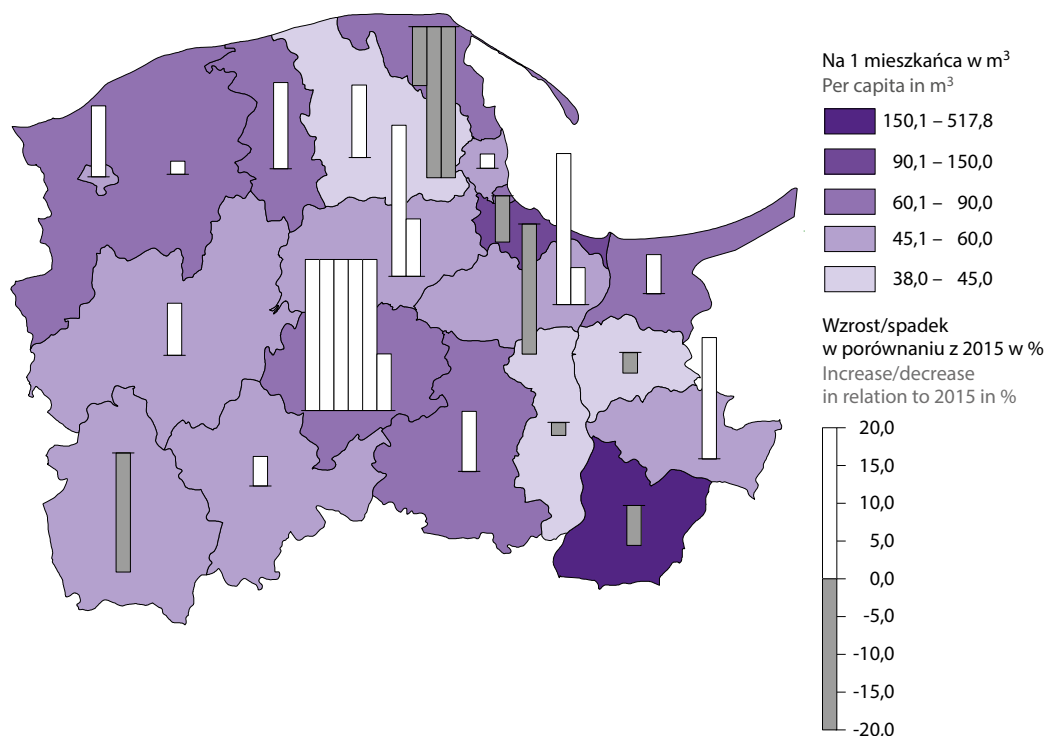 Na 1 mieszkańca w m³
Per capita in m³
150,1 – 517,8
90,1 – 150,0
60,1 – 90,0
45,1 – 60,0
38,0 – 45,0
Wzrost/spadek
w porównaniu z 2015 w %
Increase/decrease
in relation to 2015 in %
20,0
15,0
10,0
5,0
0,0
-5,0
-10,0
-15,0
-20,0